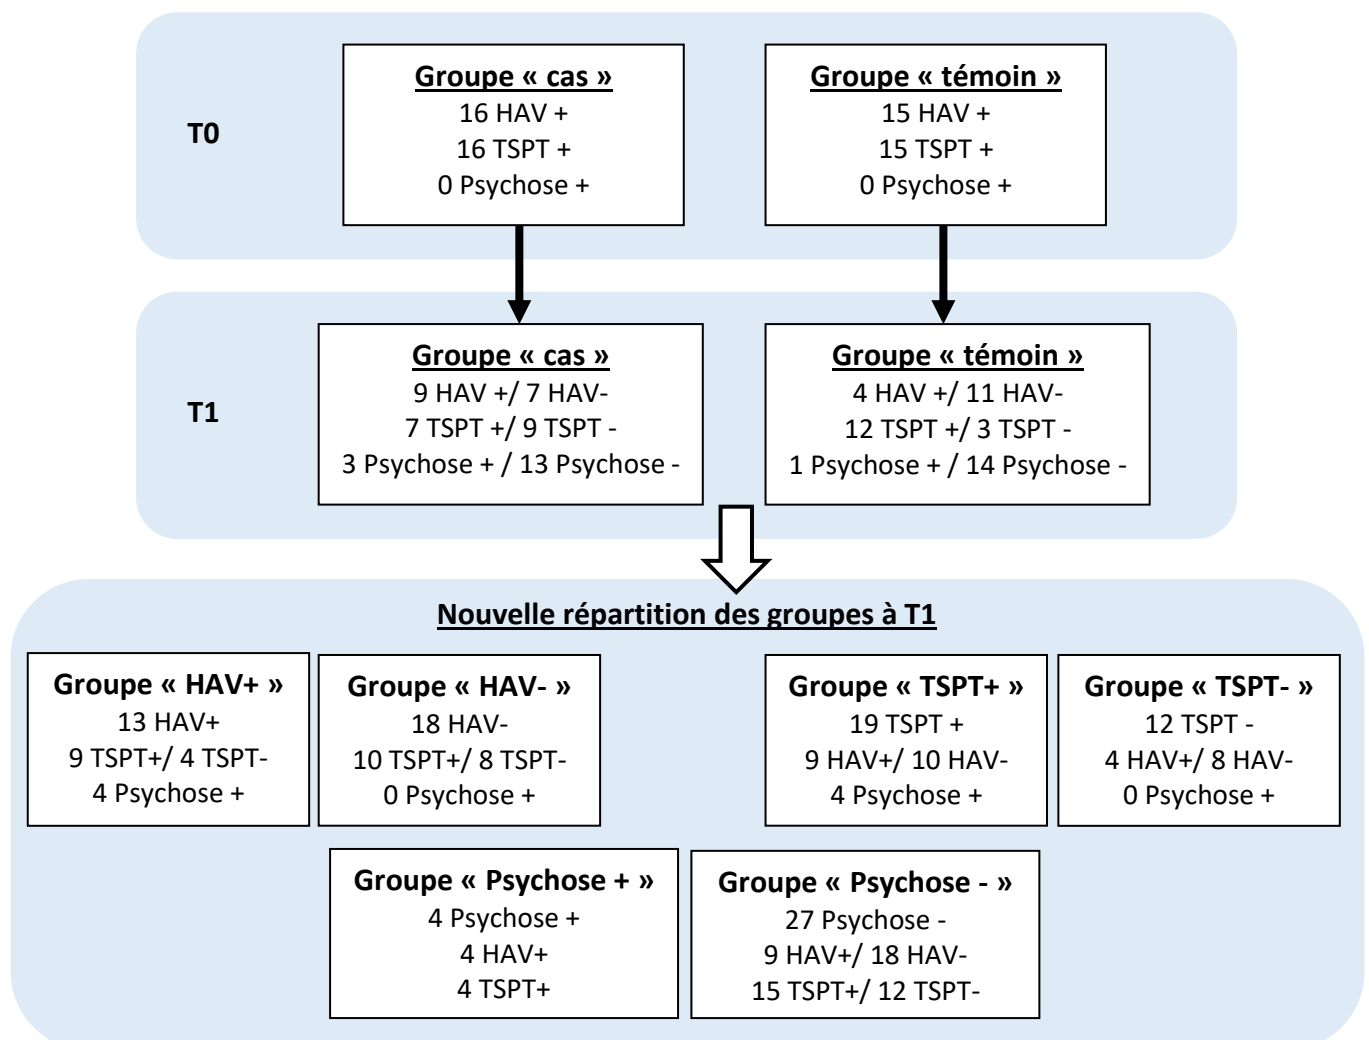 T0
Groupe « cas »
16 HAV +
16 TSPT +
0 Psychose +
Groupe « témoin »
15 HAV +
15 TSPT +
0 Psychose +
T1
Groupe « cas »
9 HAV +/ 7 HAV-
7 TSPT +/ 9 TSPT -
3 Psychose + / 13 Psychose -
Groupe « témoin »
4 HAV +/ 11 HAV-
12 TSPT +/ 3 TSPT -
1 Psychose + / 14 Psychose -
Nouvelle répartition des groupes à T1
Groupe « HAV+ »
13 HAV+
9 TSPT+/ 4 TSPT-
4 Psychose +
Groupe « HAV- »
18 HAV-
10 TSPT+/ 8 TSPT-
0 Psychose +
Groupe « TSPT+ »
19 TSPT +
9 HAV+/ 10 HAV-
4 Psychose +
Groupe « TSPT- »
12 TSPT -
4 HAV+/ 8 HAV-
0 Psychose +
Groupe « Psychose + »
4 Psychose +
4 HAV+
4 TSPT+
Groupe « Psychose - »
27 Psychose -
9 HAV+/ 18 HAV-
15 TSPT+/ 12 TSPT-